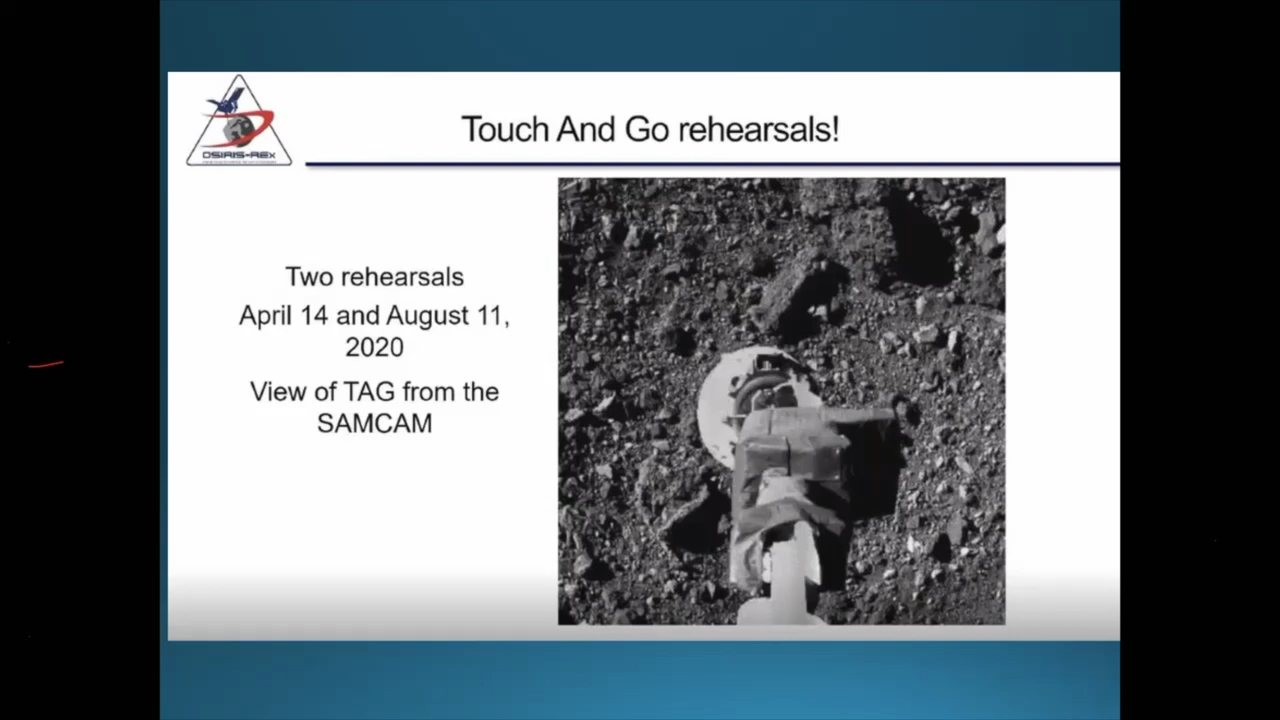 OSIRIS-REx
Touch And Go rehearsals!
Two rehearsals
April 14 and August 11,
2020
View of TAG from the
SAMCAM